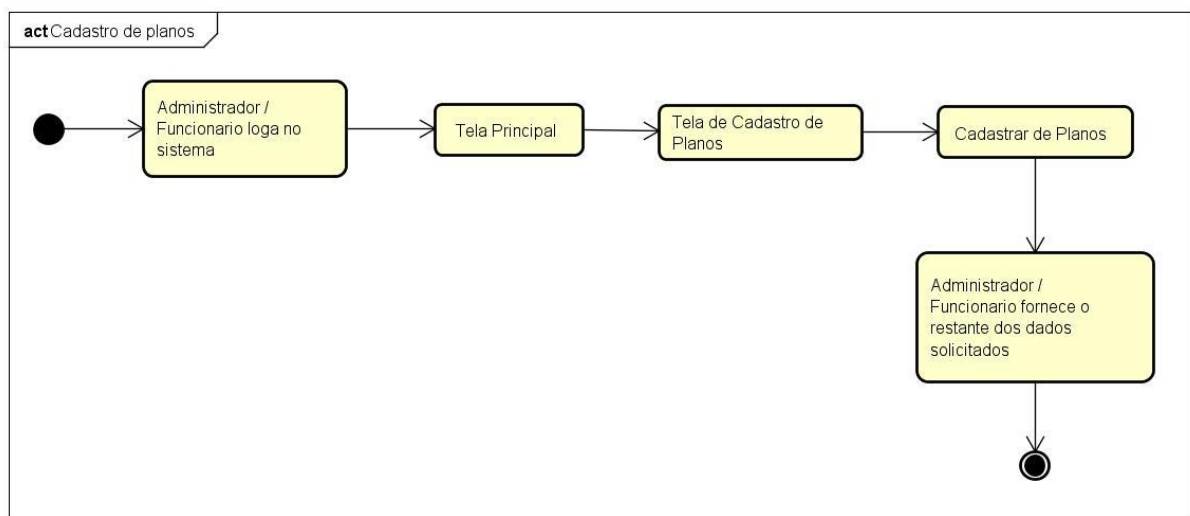 act Cadastro de planos
Administrador /
Funcionario loga no
sistema
Tela Principal
Tela de Cadastro de
Planos
Cadastrar de Planos
Administrador /
Funcionario fornece o
restante dos dados
solicitados